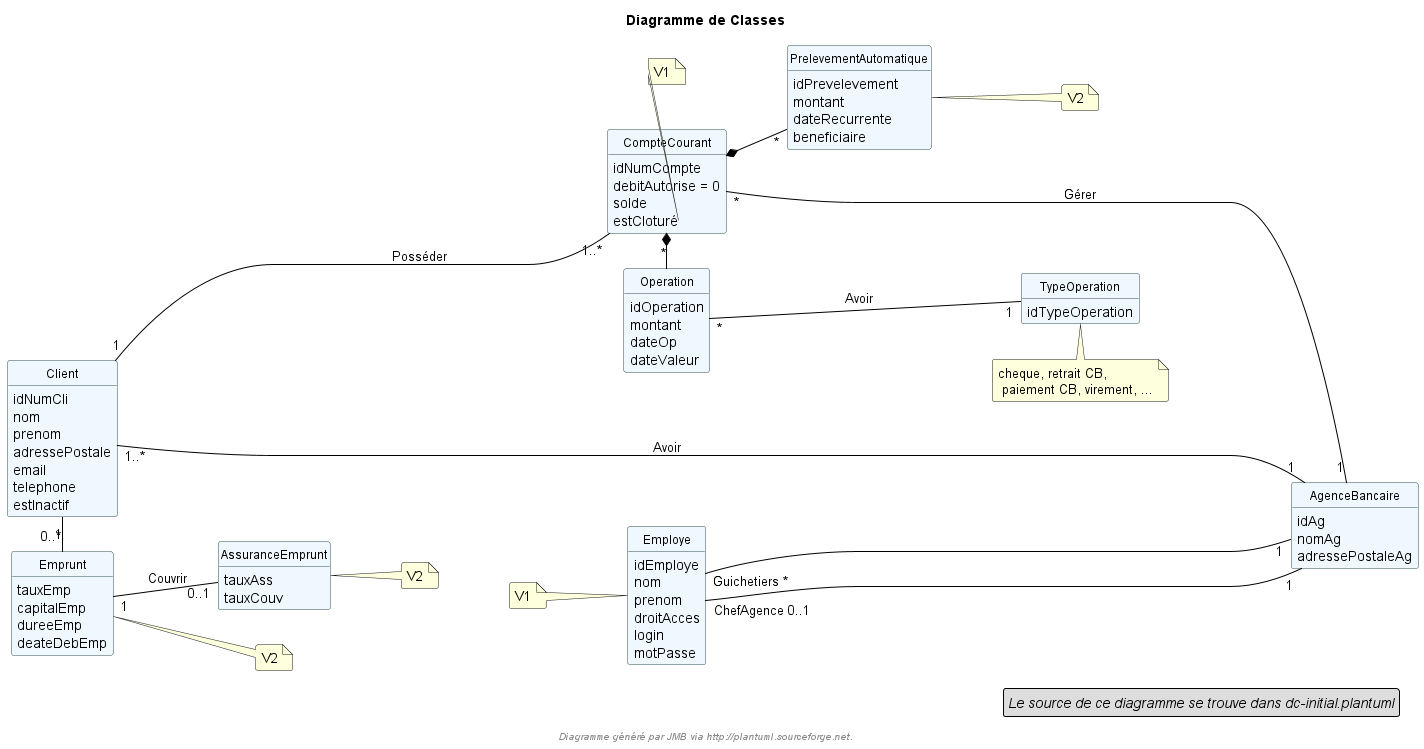 Diagramme de Classes
V1
PrelevementAutomatique
idPrevelevement
montant
dateRecurrente
beneficiaire
V2
CompteCourant
idNumCompte
debitAutorise = 0
solde
estCloturé
*
*
Gérer
1
Posséder
1..*
1
*
Operation
idOperation
montant
dateOp
dateValeur
Avoir
*
1
TypeOperation
idTypeOperation
cheque, retrait CB,
paiement CB, virement, ...
Client
idNumCli
nom
prenom
adressePostale
email
telephone
estInactif
Avoir
1..*
1
AgenceBancaire
idAg
nomAg
adressePostaleAg
Emprunt
tauxEmp
capitalEmp
dureeEmp
deateDebEmp
Couvrir
1
0..1
AssuranceEmprunt
tauxAss
tauxCouv
V2
V2
V1
Employe
idEmploye
nom
prenom
droitAcces
login
motPasse
Guichetiers *
1
ChefAgence 0..1
1
Le source de ce diagramme se trouve dans dc-initial.plantuml
Diagramme généré par JMB via http://plantuml.sourceforge.net.